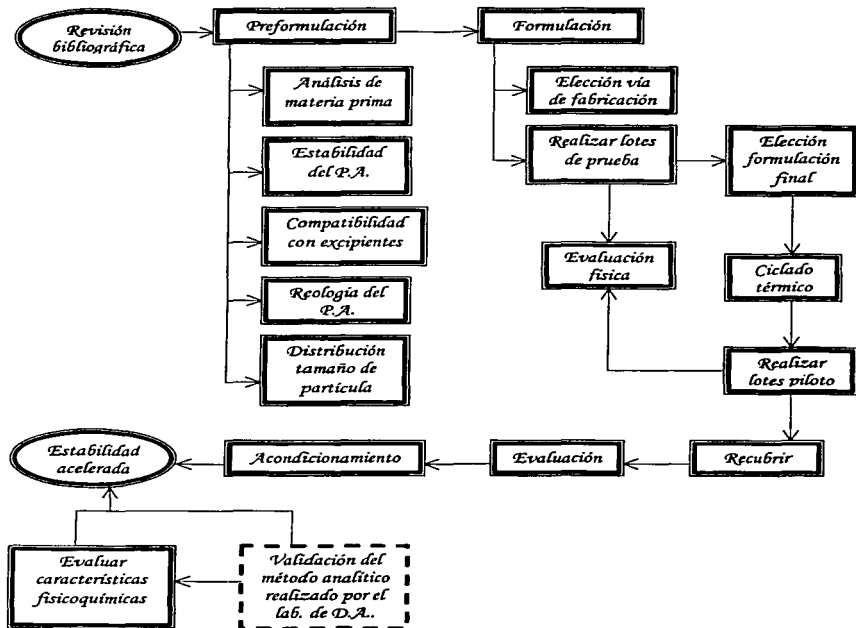 Revisión
bibliográfica
Preformulación
Formulación
Análisis de
materia prima
Estabilidad
del P.A.
Compatibilidad
con excipientes
Reología del
P.A.
Distribución
tamaño de
partícula
Elección vía
de fabricación
Realizar lotes
de prueba
Elección
formulación
final
Evaluación
física
Ciclado
térmico
Realizar
lotes piloto
Recubrir
Evaluación
Acondicionamiento
Estabilidad
acelerada
Evaluar
características
fisicoquímicas
Validación del
método analítico
realizado por el
lab. de D.A..